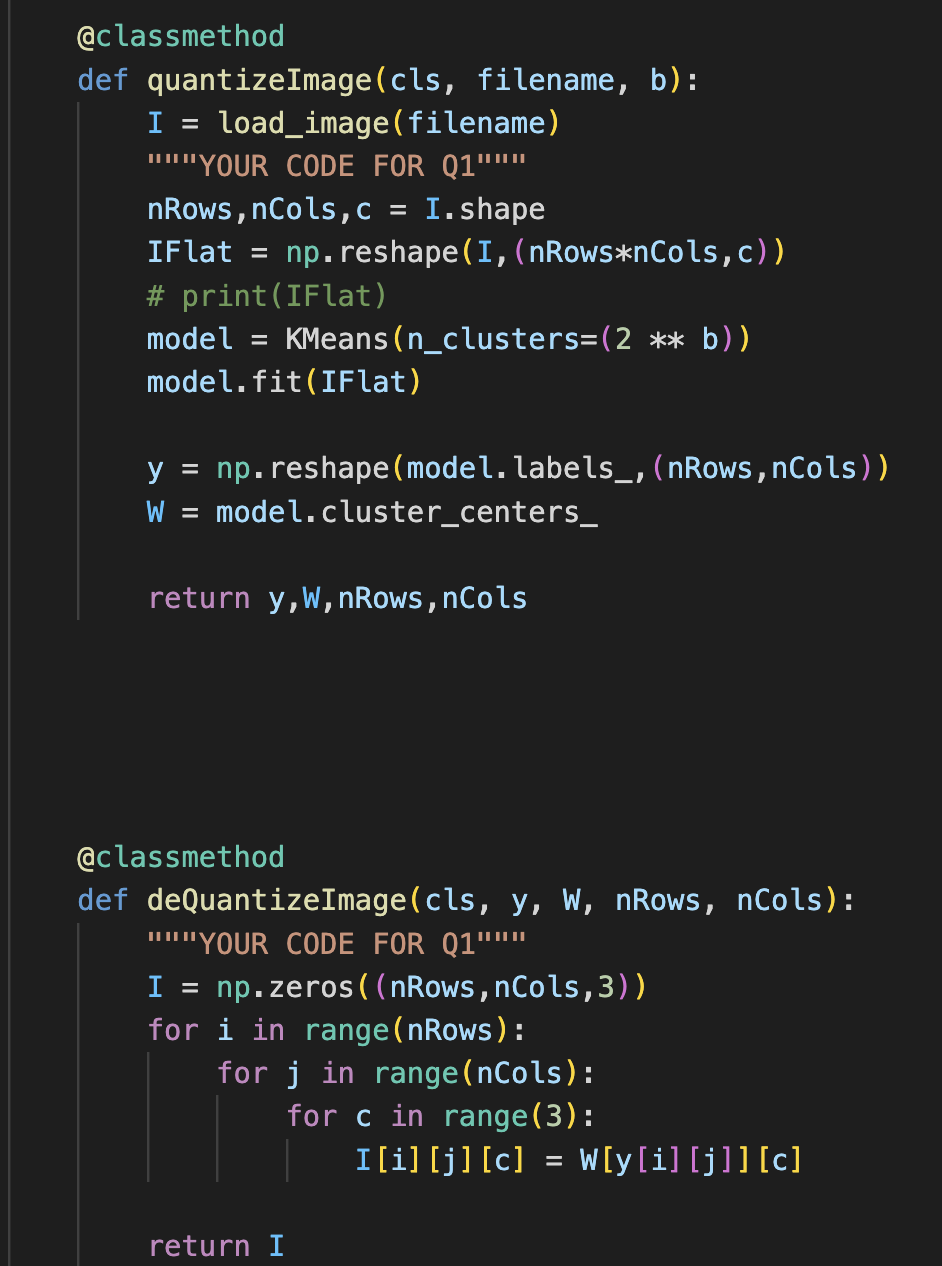 @classmethod
def quantizeImage(cls, filename, b):
    I = load_image(filename)
    """YOUR CODE FOR Q1"""
    nRows,nCols,c = I.shape
    IFlat = np.reshape(I,(nRows*nCols,c))
    # print(IFlat)
    model = KMeans(n_clusters=(2 ** b))
    model.fit(IFlat)

    y = np.reshape(model.labels_,(nRows,nCols))
    W = model.cluster_centers_

    return y,W,nRows,nCols

@classmethod
def deQuantizeImage(cls, y, W, nRows, nCols):
    """YOUR CODE FOR Q1"""
    I = np.zeros((nRows,nCols,3))
    for i in range(nRows):
        for j in range(nCols):
            for c in range(3):
                I[i][j][c] = W[y[i][j]][c]

    return I